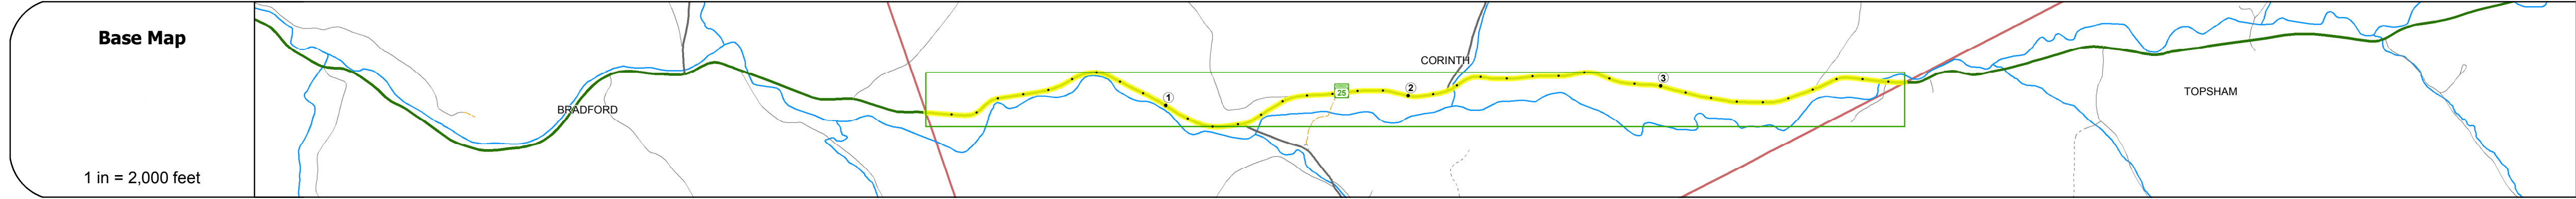 Base Map
1 in = 2,000 feet
BRADFORD
1
25
2
CORINTH
3
TOPSHAM